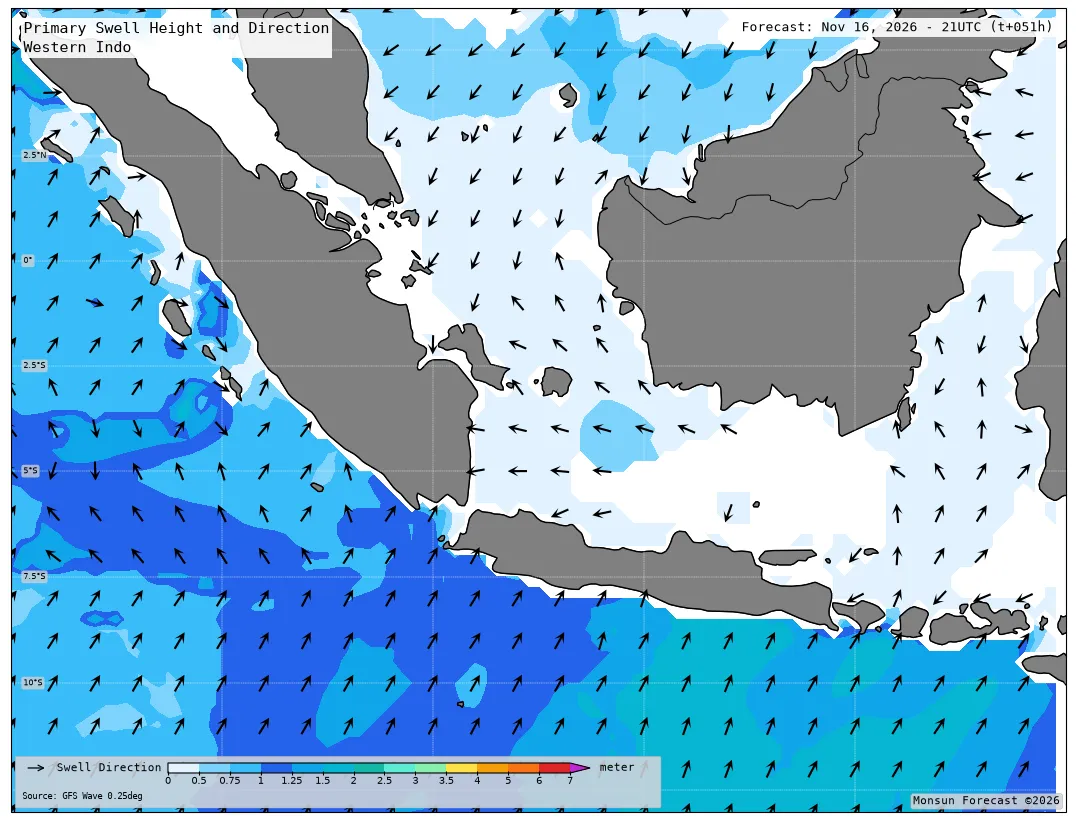 Primary Swell Height and Direction
Western Indo
Forecast: Nov 16, 2026 - 21UTC (t+051h)
2.5°N
0°
2.5°S
5°S
7.5°S
10°S
Swell Direction
0 0.5 0.75 1 1.25 1.5 2 2.5 3 3.5 4 5 6 7
meter
Source: GFS Wave 0.25deg
Monsun Forecast ©2026